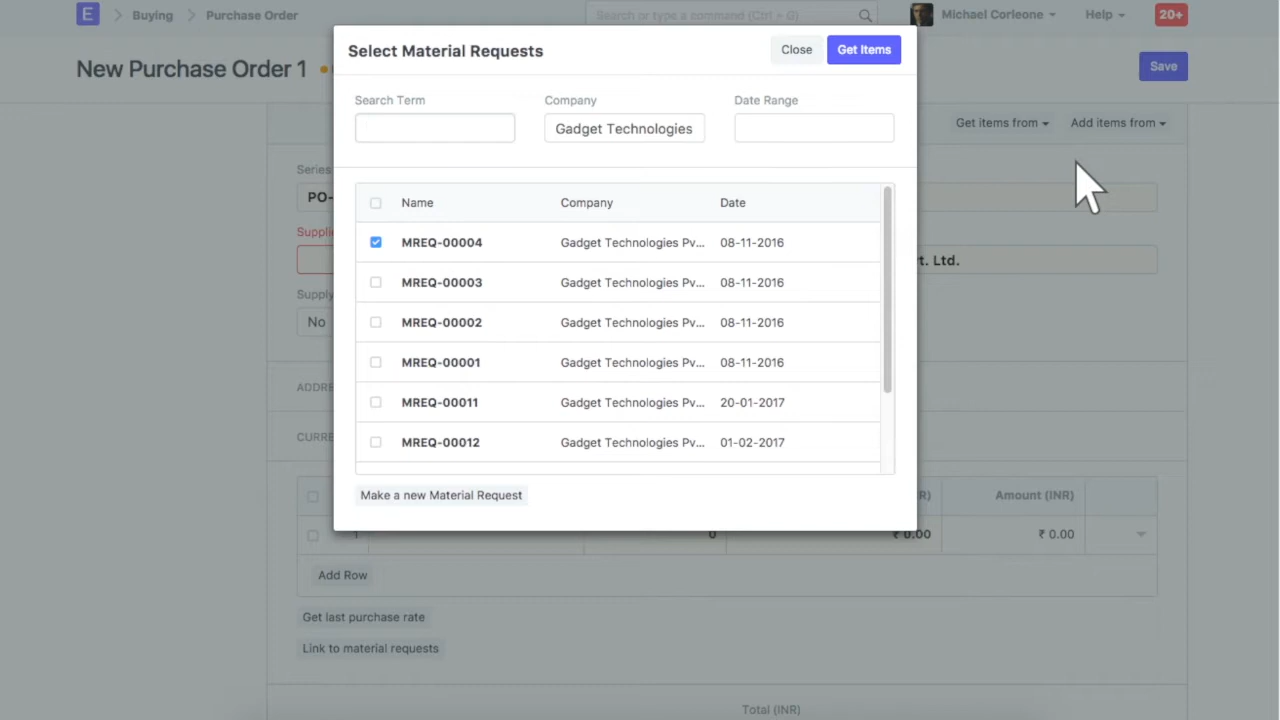 E Buying Purchase Order Search or type a command (Ctrl + G) Michael Corleone Help 20+
New Purchase Order 1 Save
Select Material Requests Close Get Items
Search Term Company Date Range
Gadget Technologies
Get items from Add items from
Series
PO-
Supplie
t. Ltd.
Supply
No
Name Company Date
MREQ-00004 Gadget Technologies Pv... 08-11-2016
MREQ-00003 Gadget Technologies Pv... 08-11-2016
MREQ-00002 Gadget Technologies Pv... 08-11-2016
MREQ-00001 Gadget Technologies Pv... 08-11-2016
MREQ-00011 Gadget Technologies Pv... 20-01-2017
MREQ-00012 Gadget Technologies Pv... 01-02-2017
Make a new Material Request
ADDRE
CURRE
R) Amount (INR)
1 0 ₹ 0.00 ₹ 0.00
Add Row
Get last purchase rate
Link to material requests
Total (INR)